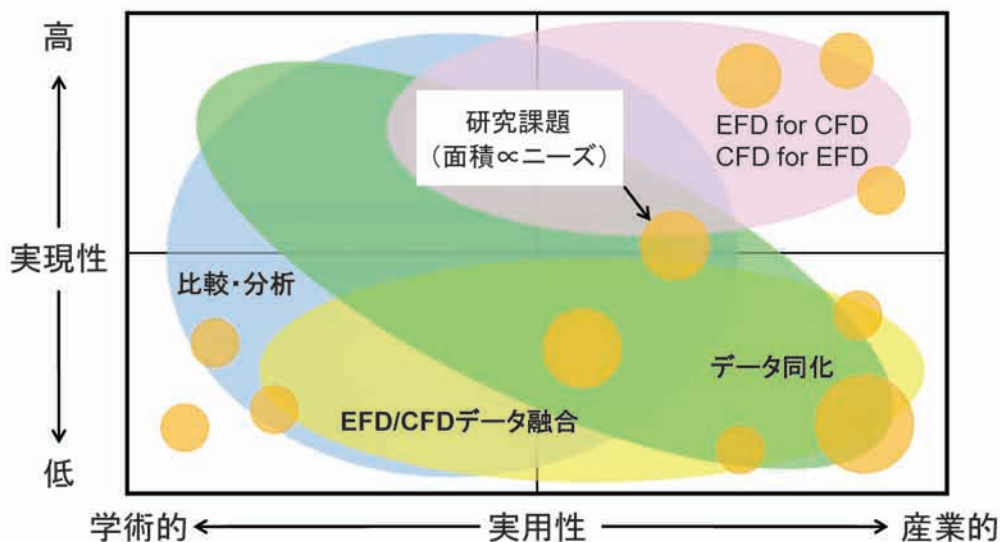 高
研究課題
（面積∝ニーズ）
EFD for CFD
CFD for EFD
実現性
比較・分析
データ同化
EFD/CFDデータ融合
低
学術的
実用性
産業的